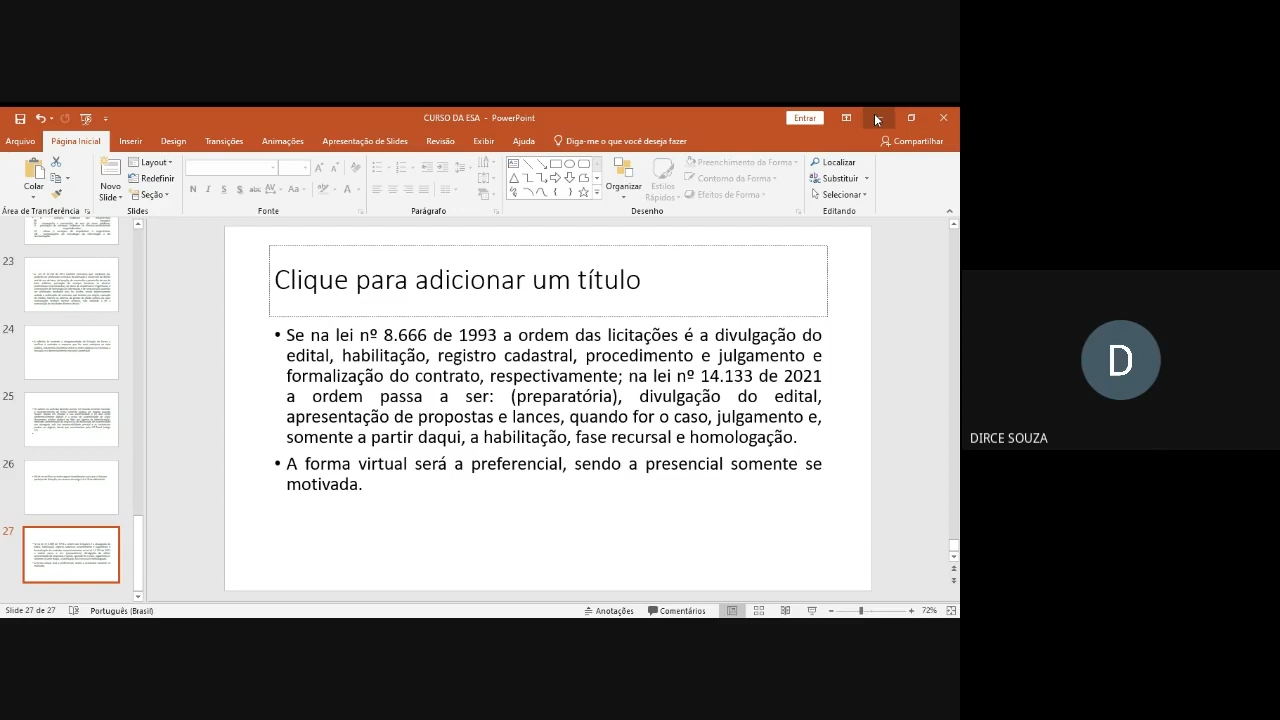 CURSO DA ESA - PowerPoint
Entrar
Arquivo
Página Inicial
Inserir
Design
Transições
Animações
Apresentação de Slides
Revisão
Exibir
Ajuda
Diga-me o que você deseja fazer
Compartilhar
Colar
Novo
Slide
Layout
Redefinir
Seção
N I S S abc AV Aa
Organizar
Estilos
Rápidos
Preenchimento da Forma
Contorno da Forma
Efeitos de Forma
Localizar
Substituir
Selecionar
Área de Transferência
Slides
Fonte
Parágrafo
Desenho
Editando
23
24
25
26
27
Clique para adicionar um título
• Se na lei nº 8.666 de 1993 a ordem das licitações é a divulgação do
edital, habilitação, registro cadastral, procedimento e julgamento e
formalização do contrato, respectivamente; na lei nº 14.133 de 2021
a ordem passa a ser: (preparatória), divulgação do edital,
apresentação de propostas e lances, quando for o caso, julgamento e,
somente a partir daqui, a habilitação, fase recursal e homologação.
• A forma virtual será a preferencial, sendo a presencial somente se
motivada.
D
DIRCE SOUZA
Slide 27 de 27
Português (Brasil)
Anotações
Comentários
72%